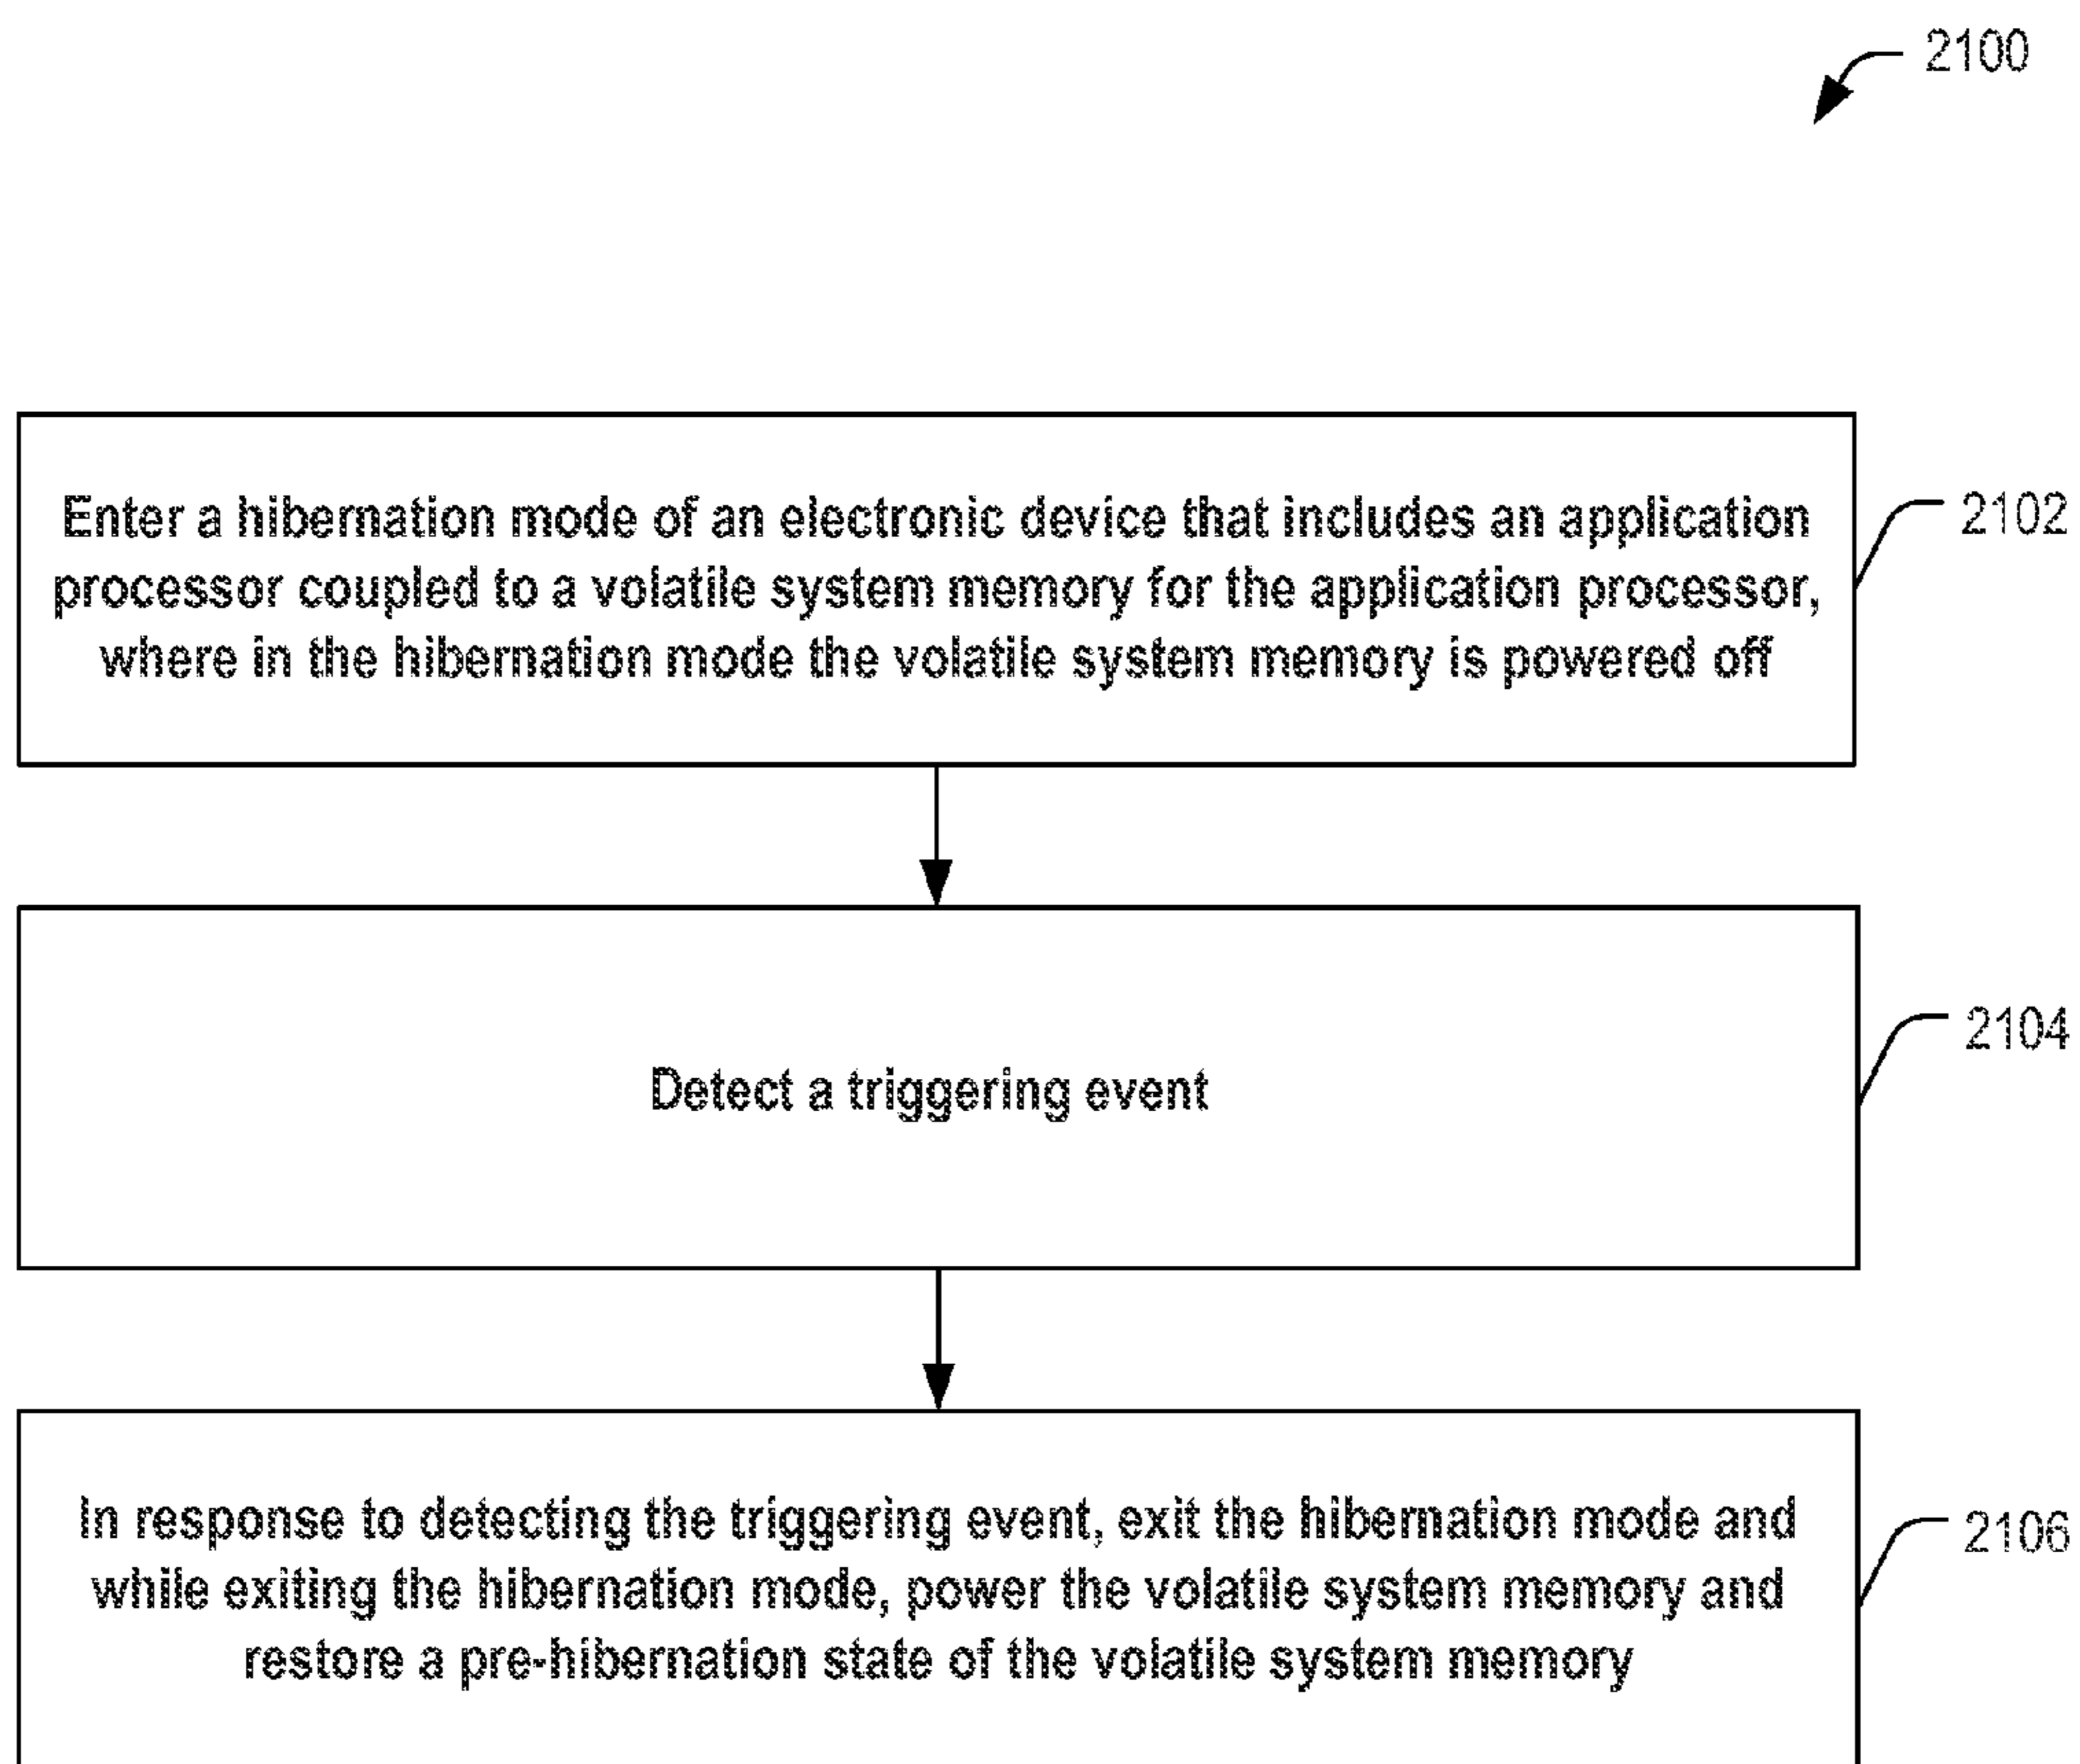 2100
Enter a hibernation mode of an electronic device that includes an application
processor coupled to a volatile system memory for the application processor,
where in the hibernation mode the volatile system memory is powered off
2102
Detect a triggering event
2104
In response to detecting the triggering event, exit the hibernation mode and
while exiting the hibernation mode, power the volatile system memory and
restore a pre-hibernation state of the volatile system memory
2106